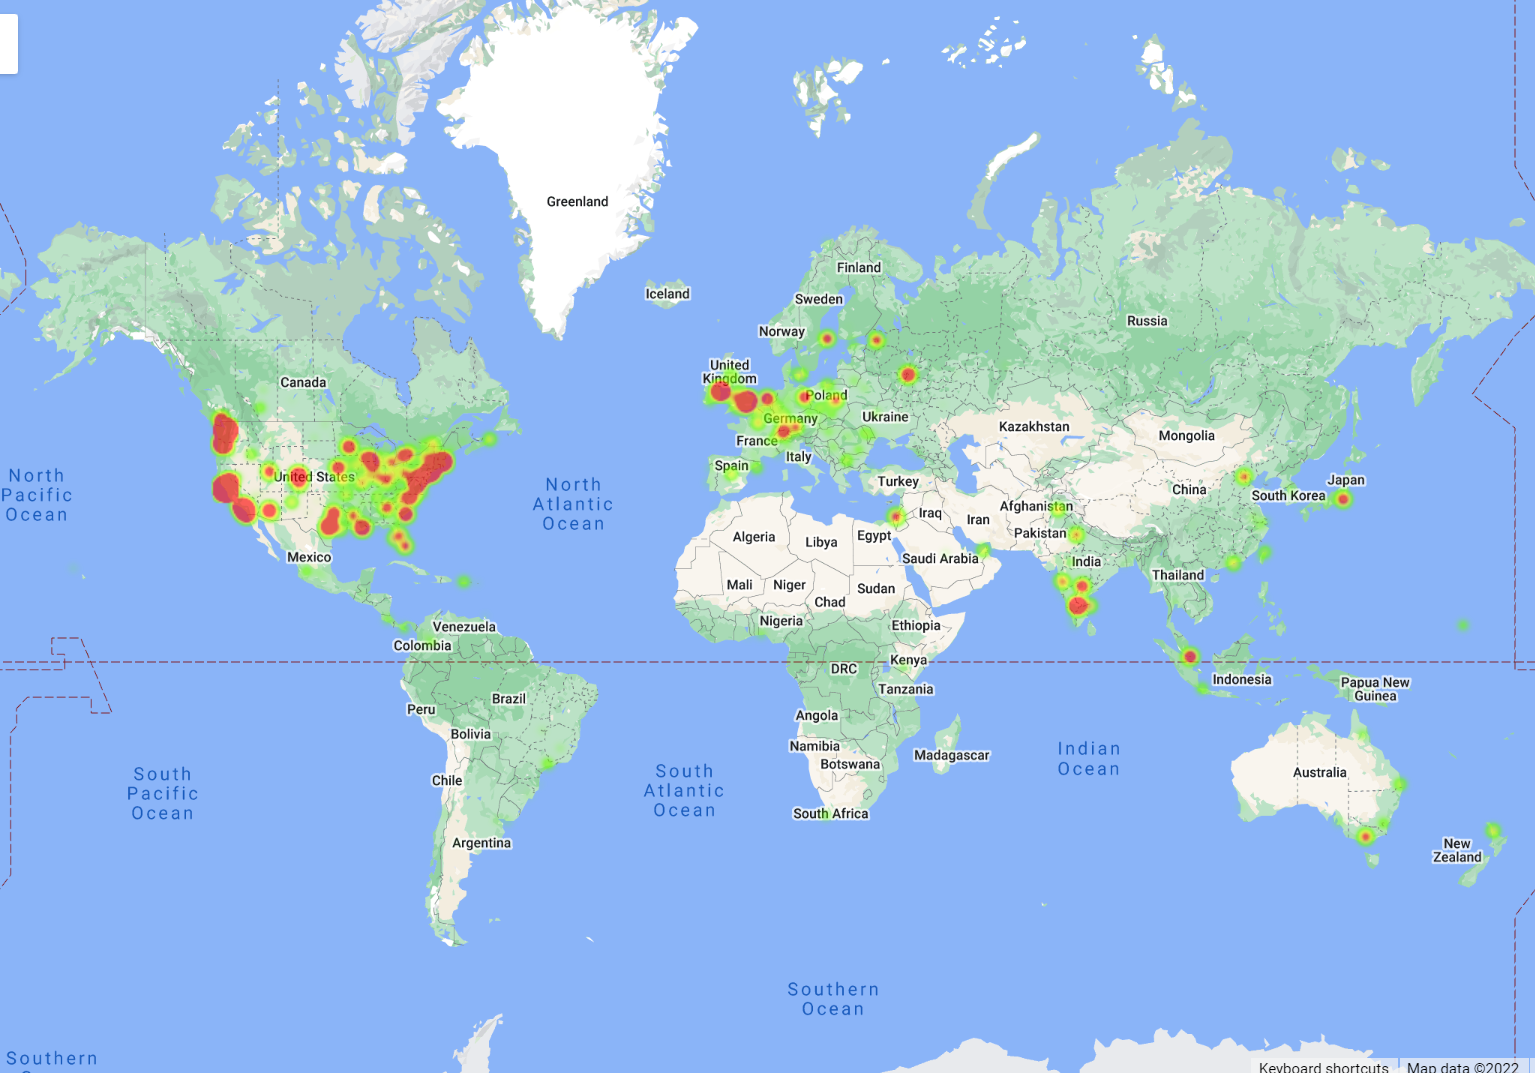 Greenland
Finland
Iceland
Sweden
Russia
Norway
United
Kingdom
Canada
Poland
Germany
Ukraine
Kazakhstan
Mongolia
France
Italy
North
Pacific
Ocean
United States
North
Atlantic
Ocean
Spain
Turkey
China
South Korea
Japan
Afghanistan
Iraq
Iran
Pakistan
Algeria
Libya
Egypt
Mexico
Saudi Arabia
India
Thailand
Mali
Niger
Sudan
Chad
Venezuela
Nigeria
Ethiopia
Colombia
Kenya
DRC
Indonesia
Papua New
Guinea
Tanzania
Brazil
Peru
Angola
Bolivia
Namibia
Botswana
Madagascar
Indian
Ocean
South
Pacific
Ocean
Chile
South
Atlantic
Ocean
Australia
South Africa
Argentina
New
Zealand
Southern
Ocean
Southern
Keyboard shortcuts
Map data ©2022